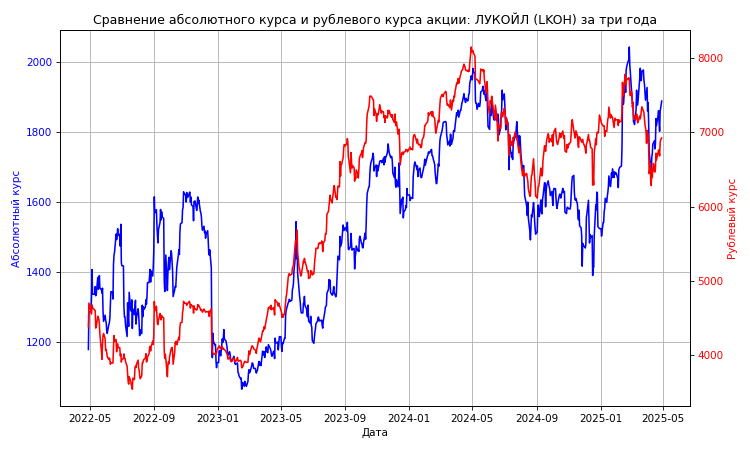 Сравнение абсолютного курса и рублевого курса акции: ЛУКОЙЛ (LKOH) за три года
2000
1800
1600
1400
1200
Абсолютный курс
8000
7000
6000
5000
4000
Рублевый курс
2022-05 2022-09 2023-01 2023-05 2023-09 2024-01 2024-05 2024-09 2025-01 2025-05
Дата